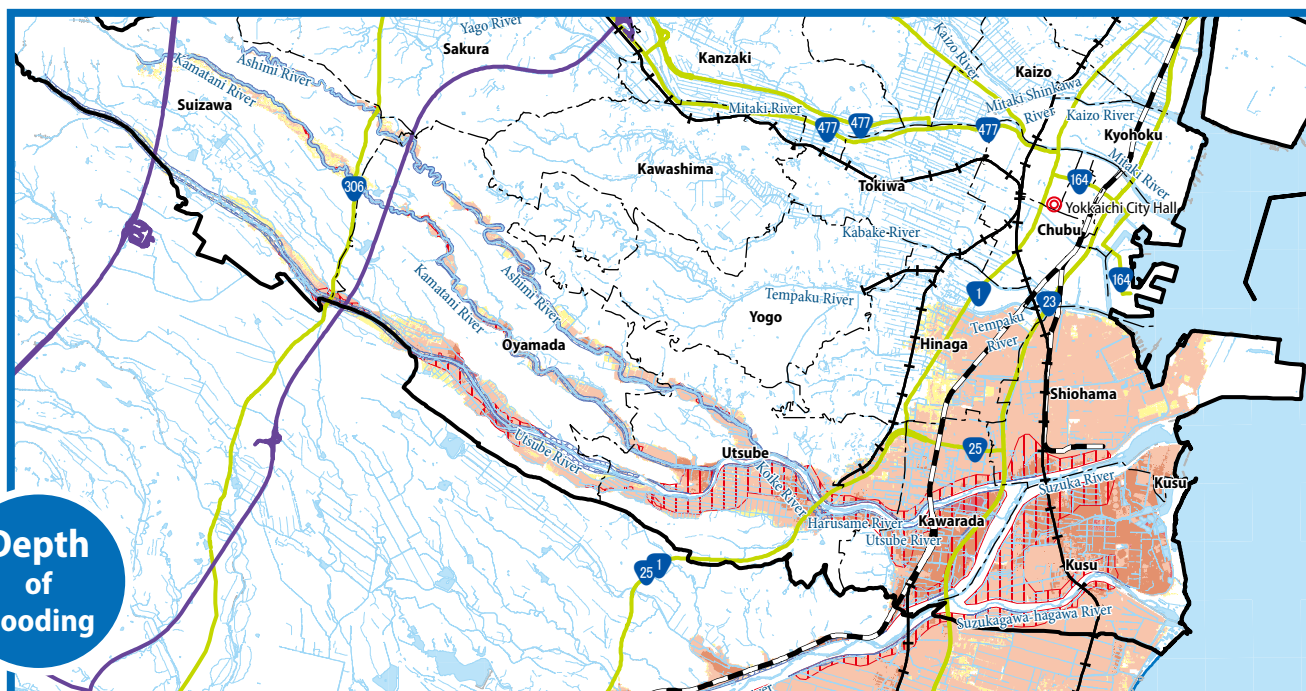 Yago River
Sakura
Kanzaki
Kaizo River
Kaizo
Kamatani River
Ashimi River
Suizawa
Mitaki River
477
477
477
Mitaki Shinkawa
River
Kaizo River
Kyohoku
Mitaki River
306
Kawashima
Tokiwa
164
Yokkaichi City Hall
Chubu
Kabake River
164
Kamatani River
Ashimi River
Tempaku River
Yogo
1
23
Tempaku
River
Oyamada
Hinaga
Shiohama
Utsube River
Utsube
Koike River
25
Suzuka River
Kusu
Harusame River
Kawarada
Utsube River
Kusu
25
1
Suzukagawa-hagawa River
Depth
of
ooding